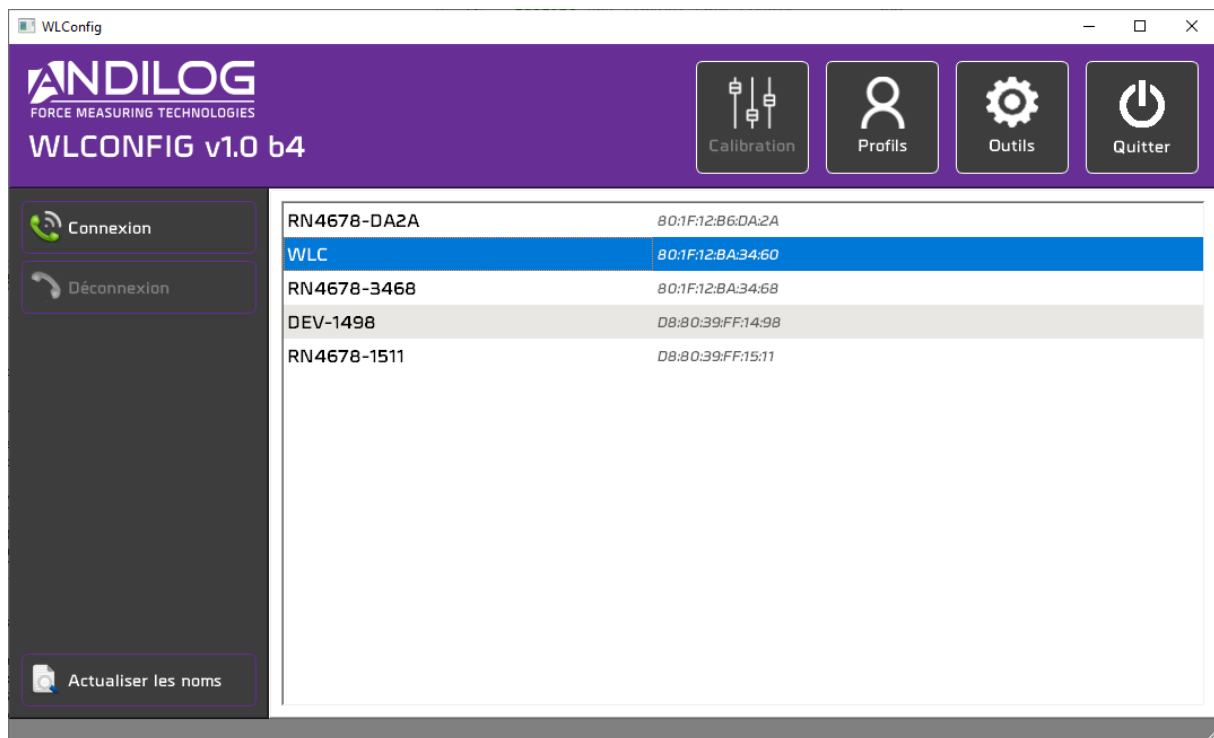 WLConfig
ANDILOG
FORCE MEASURING TECHNOLOGIES
WLCONFIG v1.0 b4
Calibration
Profils
Outils
Quitter
Connexion
Déconnexion
Actualiser les noms
RN4678-DA2A 80:1F:12:B6:DA:2A
WLC 80:1F:12:BA:34:60
RN4678-3468 80:1F:12:BA:34:68
DEV-1498 D8:80:39:FF:14:98
RN4678-1511 D8:80:39:FF:15:11